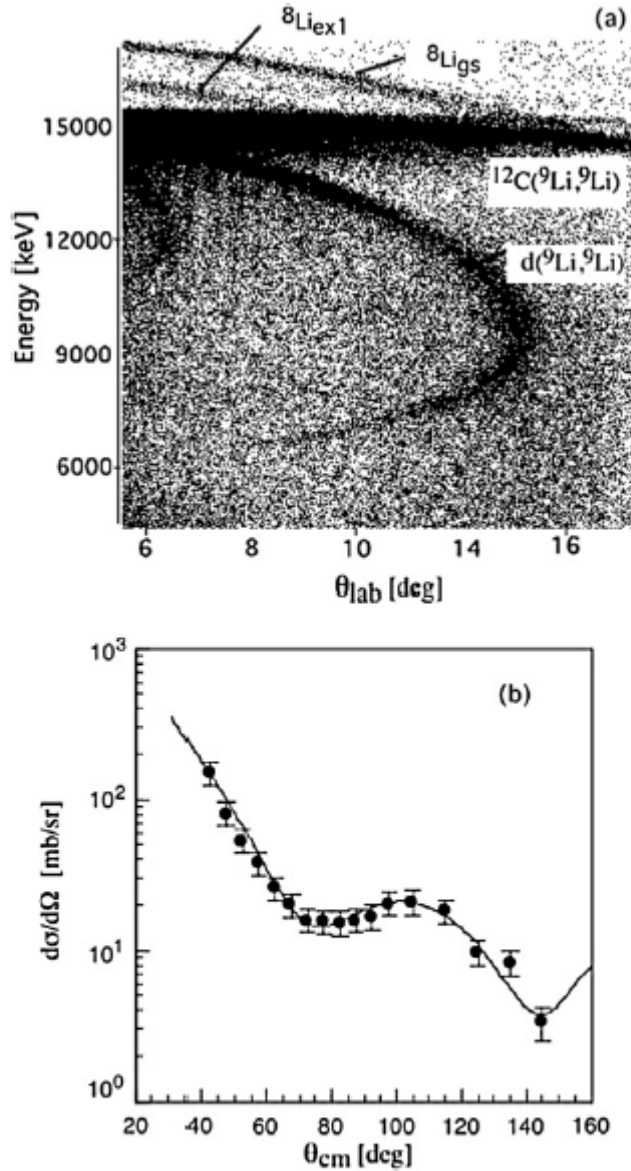 (a)
⁸Liex1
⁸Ligs
15000
¹²C(⁹Li,⁹Li)
12000
d(⁹Li,⁹Li)
9000
6000
Energy [keV]
6 8 10 14 16
θlab [deg]
(b)
10³
10²
10¹
10⁰
dσ/dΩ [mb/sr]
20 40 60 80 100 120 140 160
θcm [deg]